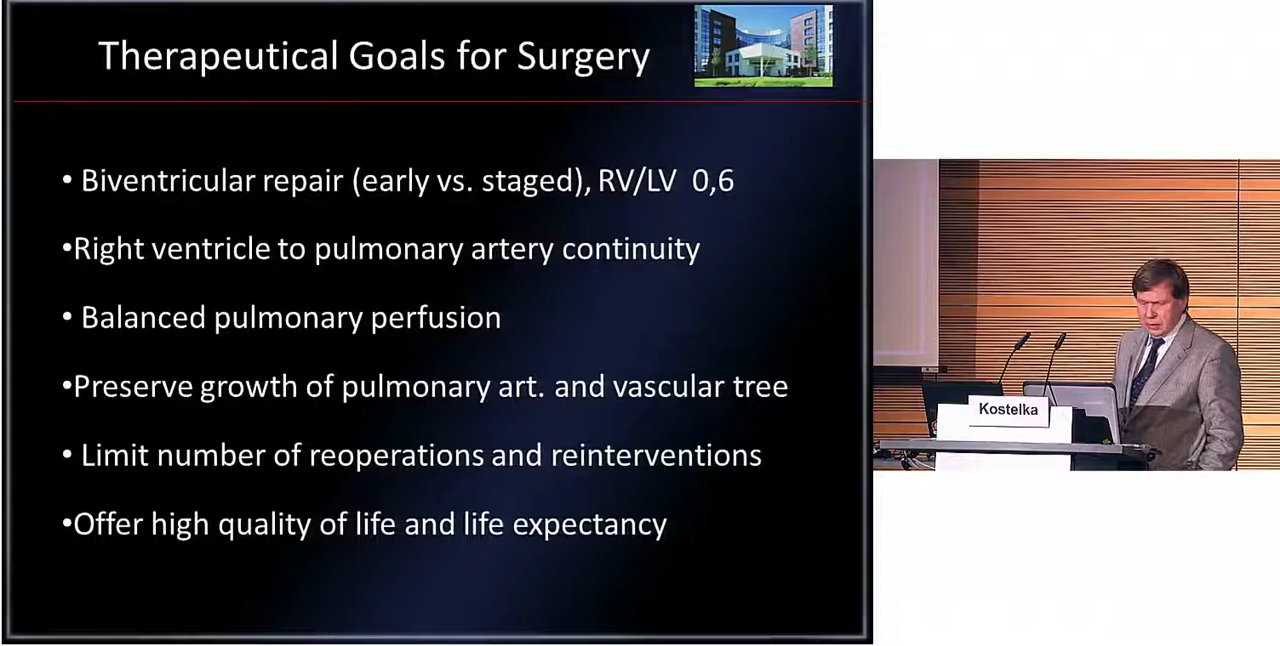 Therapeutical Goals for Surgery
• Biventricular repair (early vs. staged), RV/LV 0,6
•Right ventricle to pulmonary artery continuity
• Balanced pulmonary perfusion
•Preserve growth of pulmonary art. and vascular tree
• Limit number of reoperations and reinterventions
•Offer high quality of life and life expectancy
Kostelka